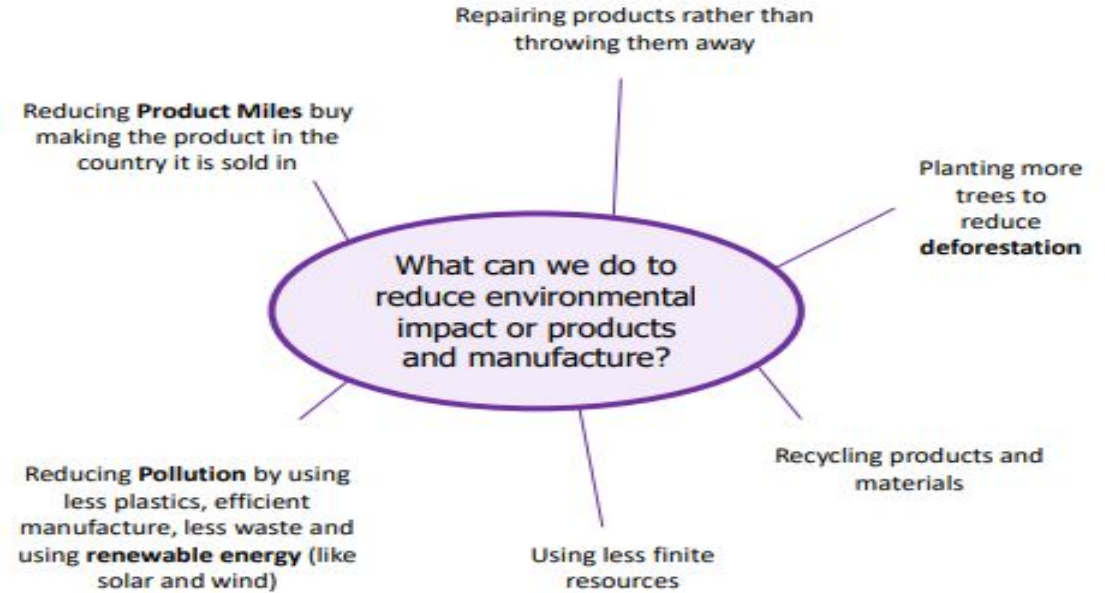 Repairing products rather than
throwing them away
Reducing Product Miles buy
making the product in the
country it is sold in
Planting more
trees to
reduce
deforestation
What can we do to
reduce environmental
impact or products
and manufacture?
Reducing Pollution by using
less plastics, efficient
manufacture, less waste and
using renewable energy (like
solar and wind)
Using less finite
resources
Recycling products and
materials